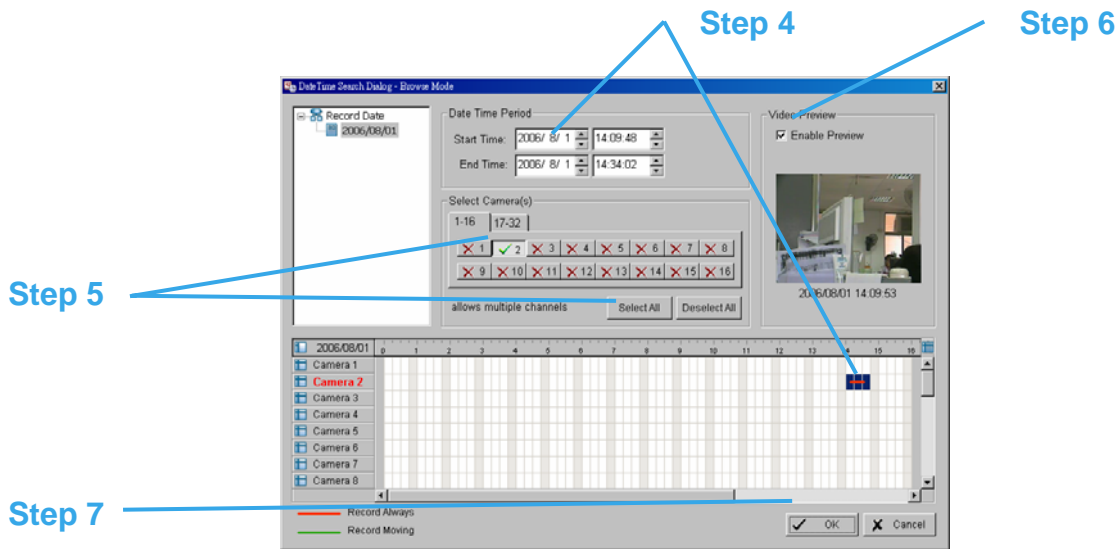 Step 4
Step 6
DateTime Search Dialog - Browse Mode
Record Date
2006/08/01
Date Time Period
Start Time: 2006/ 8/ 1 14:09:48
End Time: 2006/ 8/ 1 14:34:02
Video Preview
Enable Preview
2006/08/01 14:09:53
Select Camera(s)
1-16 17-32
1 2 3 4 5 6 7 8
9 10 11 12 13 14 15 16
allows multiple channels Select All Deselect All
Step 5
2006/08/01 0 1 2 3 4 5 6 7 8 9 10 11 12 13 14 15 16
Camera 1
Camera 2
Camera 3
Camera 4
Camera 5
Camera 6
Camera 7
Camera 8
Step 7
Record Always
Record Moving
OK Cancel